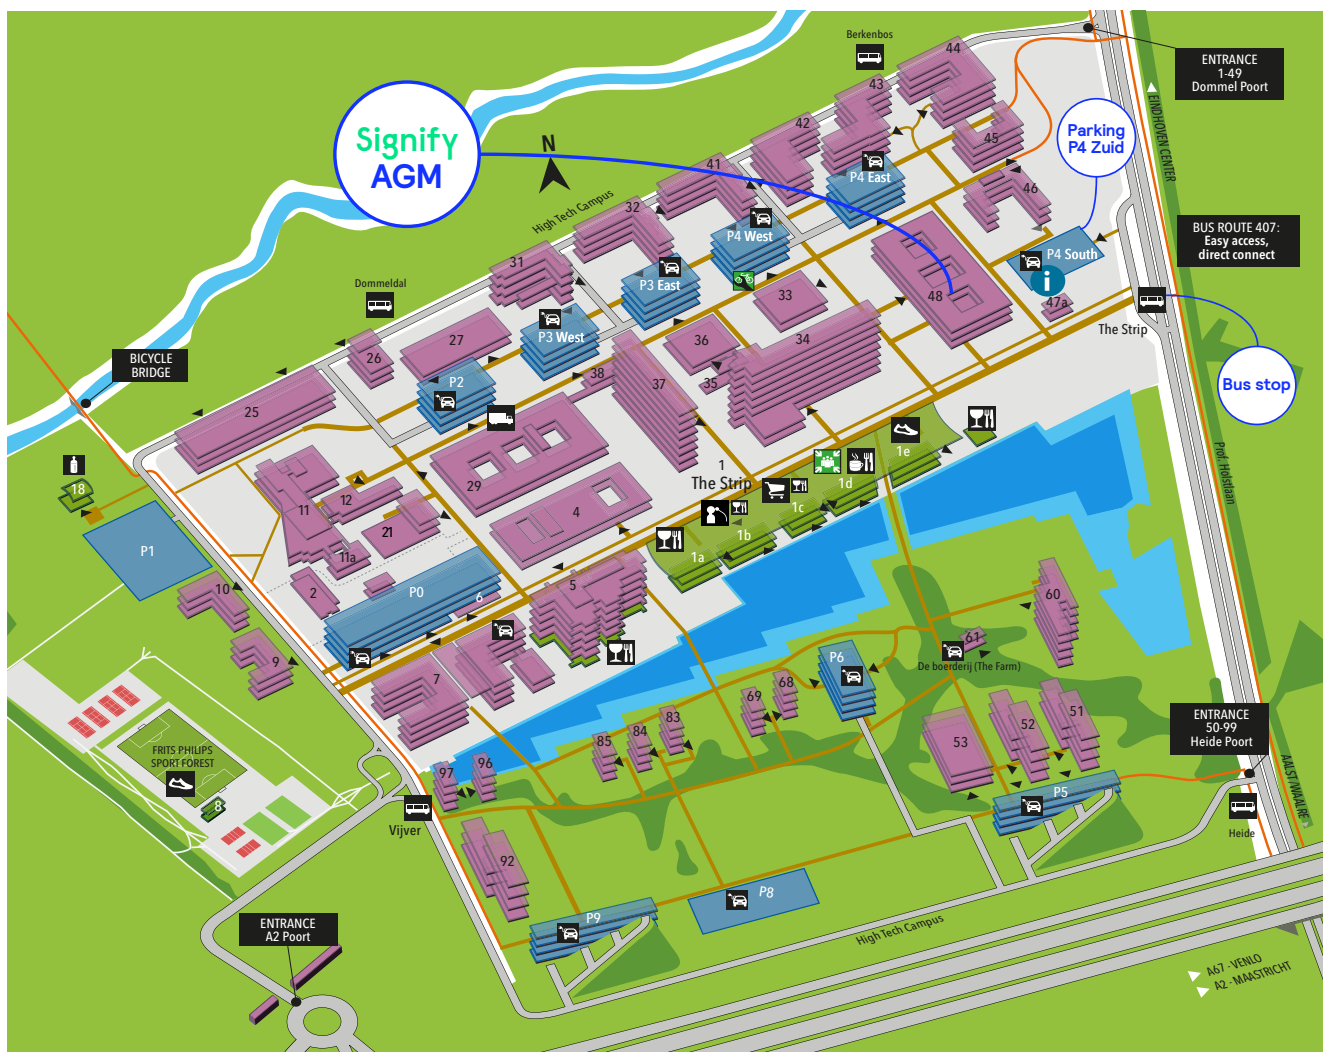 Berkenbos
44
ENTRANCE
1-49
Dommel Poort
43
EINDHOVEN CENTER
Signify
AGM
42
Parking
P4 Zuid
N
45
41
P4 East
46
High Tech Campus
32
P4 West
BUS ROUTE 407:
Easy access,
direct connect
31
P4 South
i
Dommeldal
P3 East
33
48
47a
The Strip
27
P3 West
36
34
BICYCLE
BRIDGE
26
P2
38
37
35
Bus stop
25
1
The Strip
1e
Prof. Holstlaan
18
12
29
1d
11
4
1c
21
1b
P1
11a
1a
10
2
P0
6
5
60
9
61
P6
De boerderij (The Farm)
7
68
69
83
51
52
84
85
53
ENTRANCE
50-99
Heide Poort
FRITS PHILIPS
SPORT FOREST
97
96
AALST/WAALRE
8
P5
Vijver
Heide
92
P8
P9
ENTRANCE
A2 Poort
High Tech Campus
A67 - VENLO
A2 - MAASTRICHT